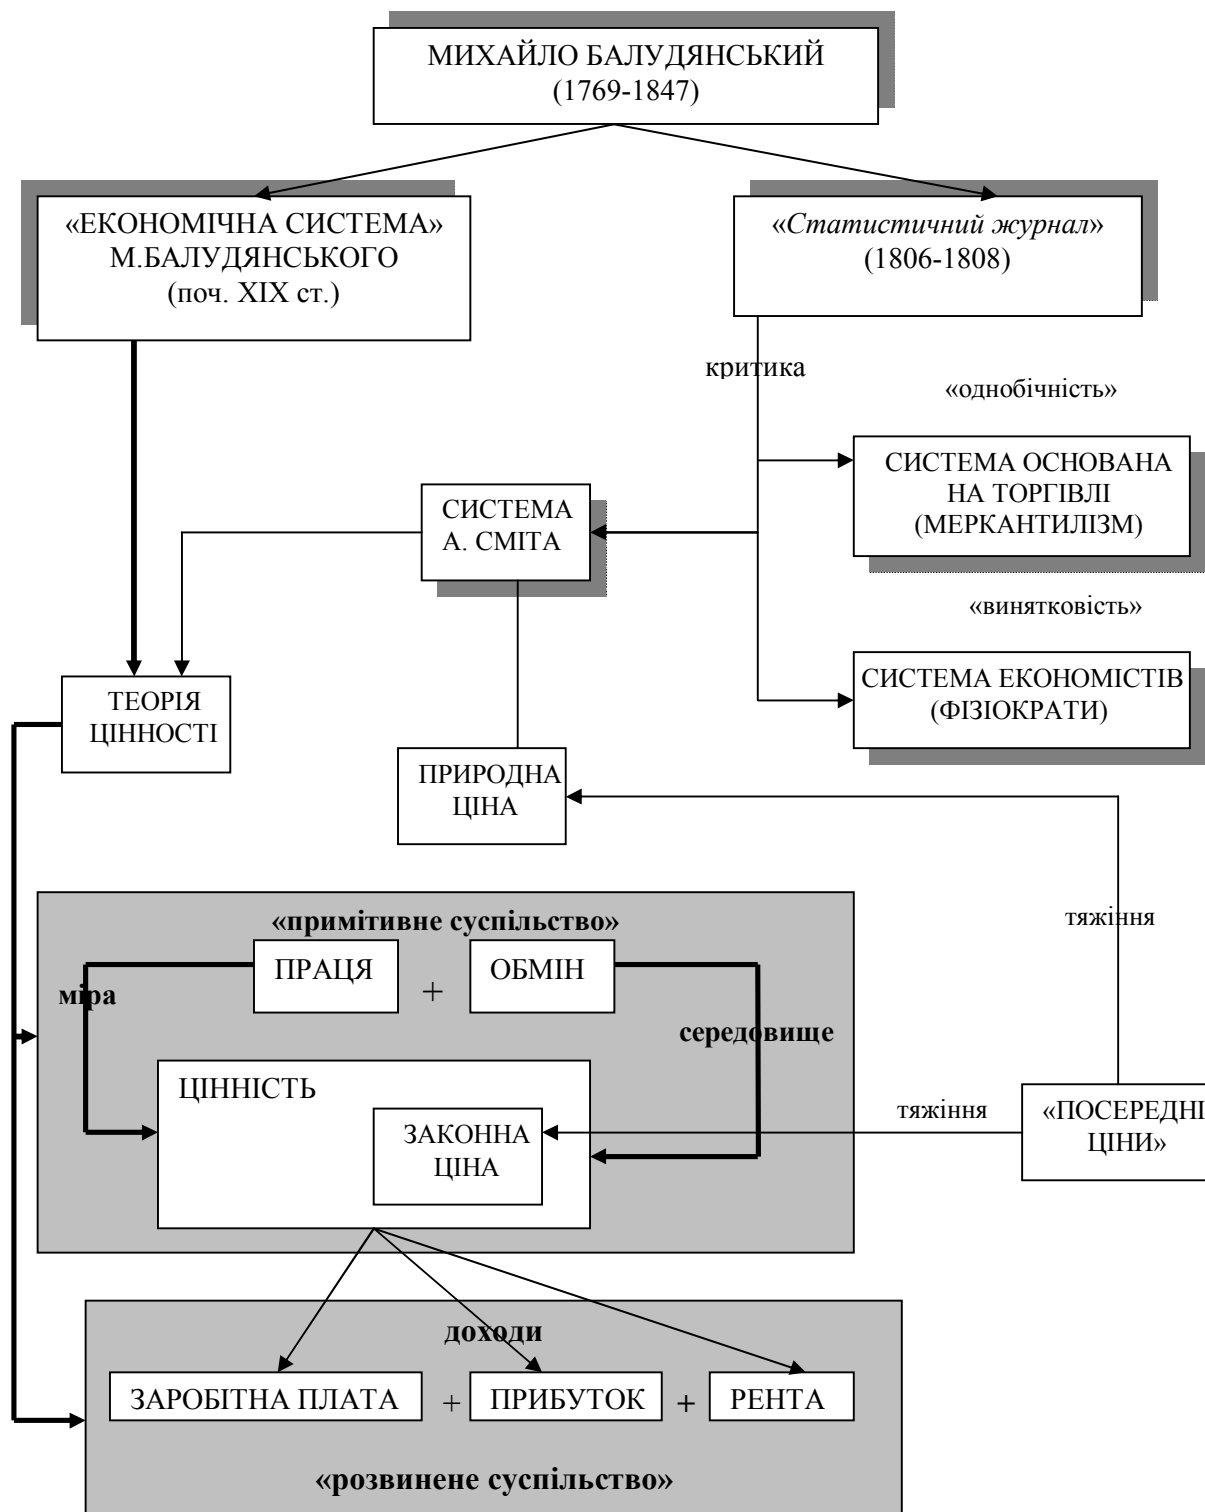 МИХАЙЛО БАЛУДЯНСЬКИЙ
(1769-1847)
«ЕКОНОМІЧНА СИСТЕМА»
М.БАЛУДЯНСЬКОГО
(поч. ХІХ ст.)
«Статистичний журнал»
(1806-1808)
критика
«однобічність»
СИСТЕМА ОСНОВАНА
НА ТОРГІВЛІ
(МЕРКАНТИЛІЗМ)
СИСТЕМА
А. СМІТА
«винятковість»
СИСТЕМА ЕКОНОМІСТІВ
(ФІЗІОКРАТИ)
ТЕОРІЯ
ЦІННОСТІ
ПРИРОДНА
ЦІНА
тяжіння
«примітивне суспільство»
ПРАЦЯ + ОБМІН
міра
середовище
ЦІННІСТЬ
ЗАКОННА
ЦІНА
тяжіння
«ПОСЕРЕДНІ
ЦІНИ»
доходи
ЗАРОБІТНА ПЛАТА + ПРИБУТОК + РЕНТА
«розвинене суспільство»